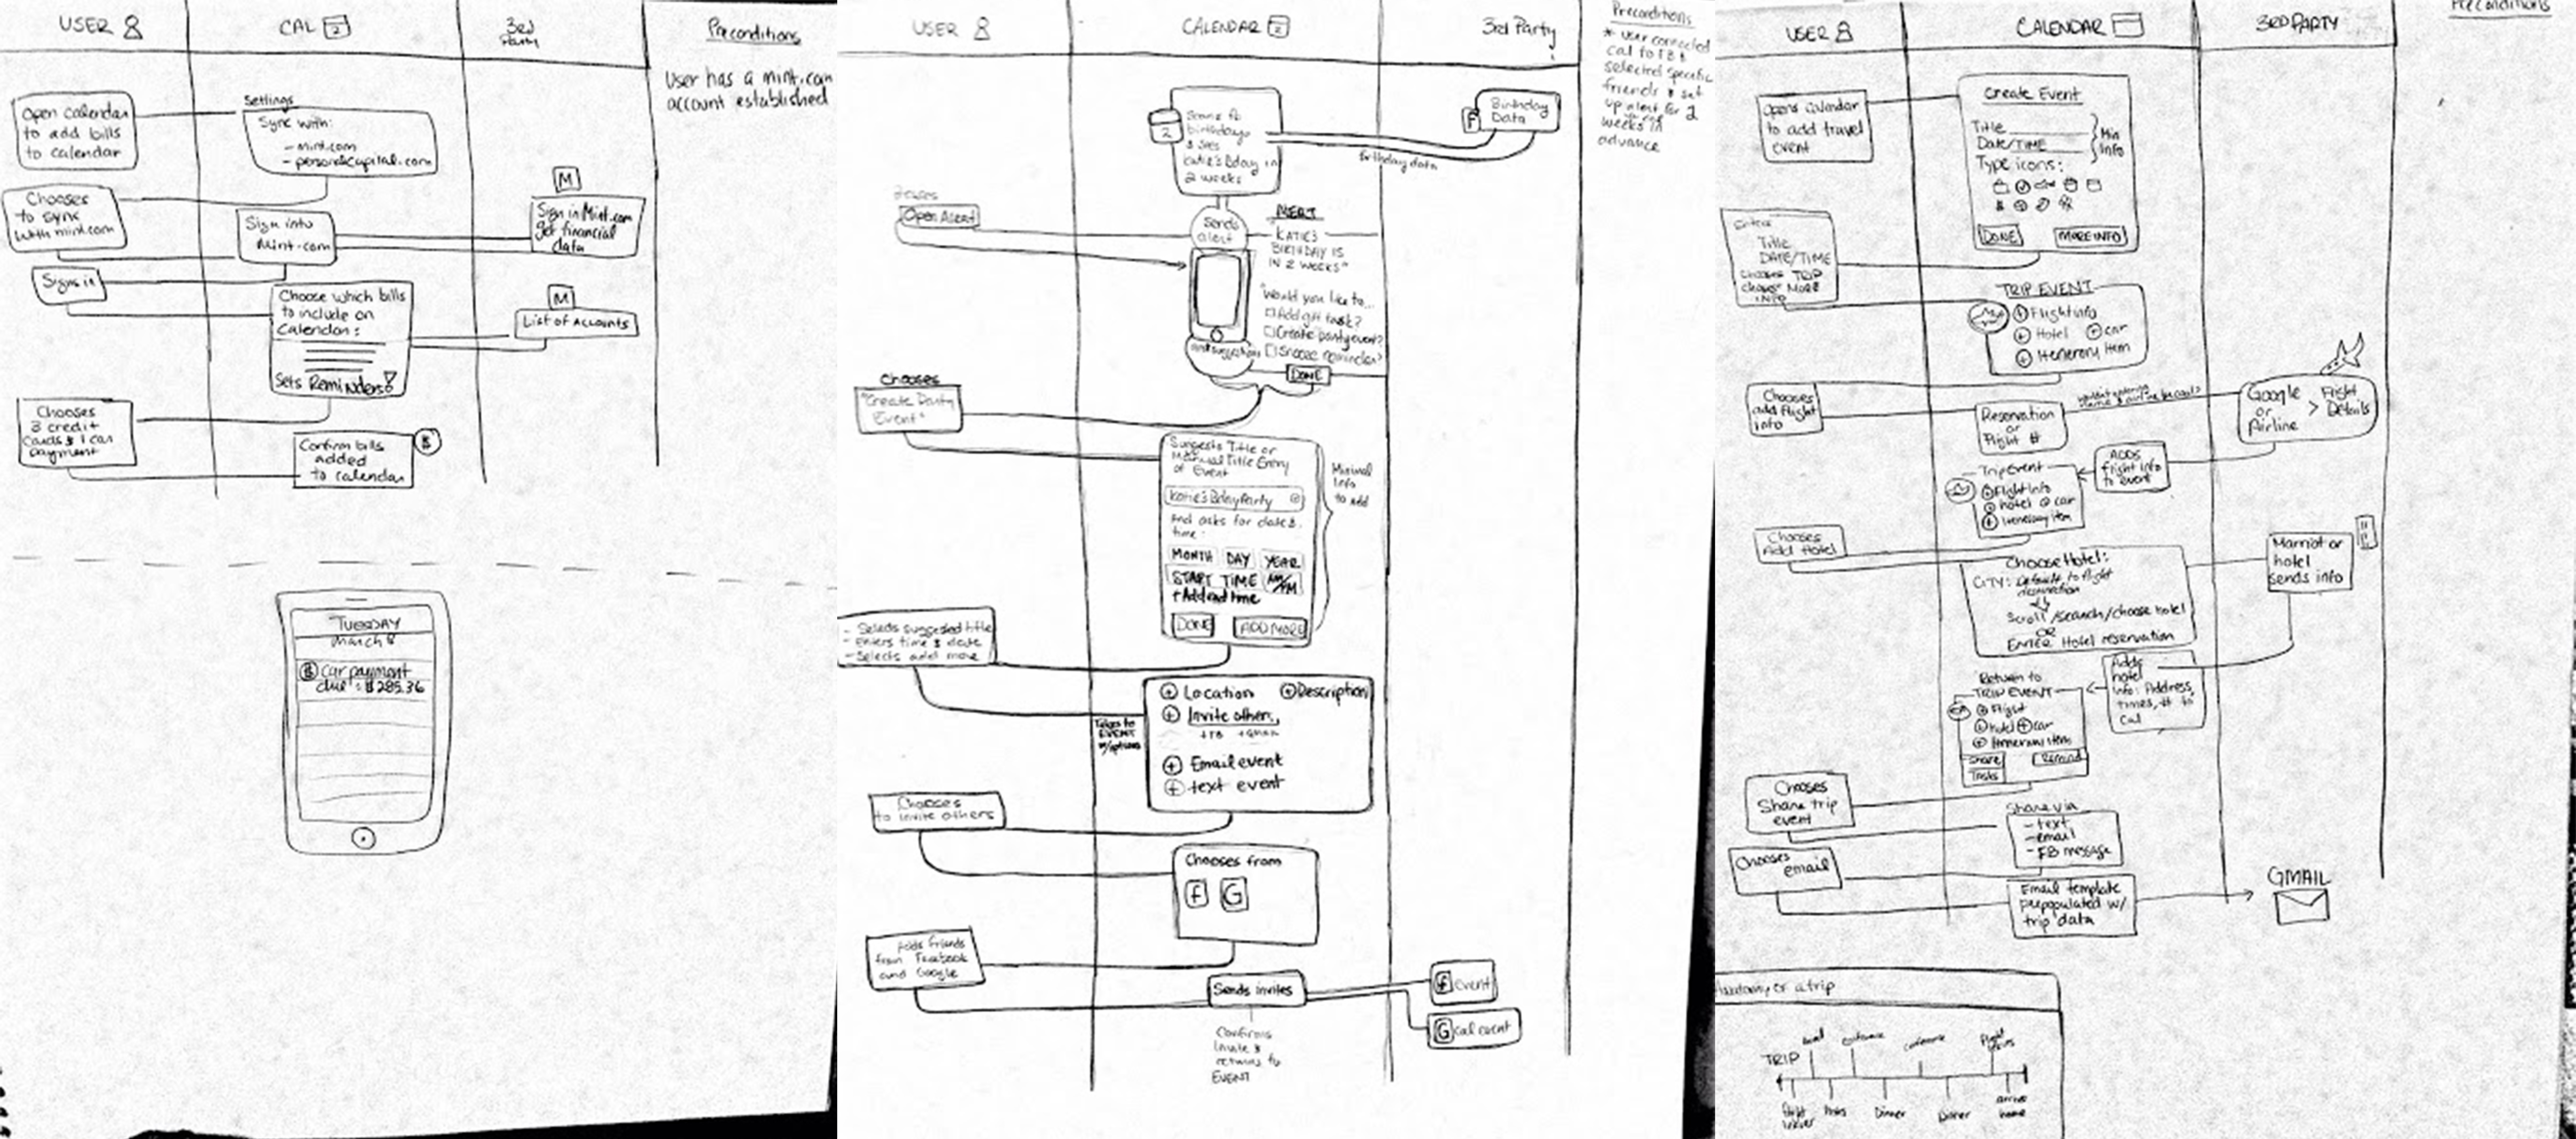 USER
CAL
2
3rd
Party
Preconditions
User has a mint.com
account established
Open calendar
to add bills
to calendar
Settings
Sync with:
- mint.com
- personalcapital.com
Chooses
to sync
with mint.com
Sign into
Mint.com
M
Sign in Mint.com
get financial
data
Signs in
Choose which bills
to include on
Calendar:
Sets Reminders
M
List of Accounts
Chooses
3 credit
cards & 1 car
payment
Confirm bills
added
to calendar
$
TUESDAY
March 8
$ Car payment
due: $285.36
USER
CALENDAR
2
3rd Party
Preconditions
* user connected
cal to FB &
selected specific
friends & set
up alert for 2
weeks in
advance
2
birthdays
& sees
Katie's Bday in
2 weeks
F
Birthday
Data
birthday data
Open Alert
Sends
alert
ALERT
"KATIE'S
BIRTHDAY IS
IN 2 WEEKS"
"Would you like to...
Add gift task?
Create party event?
Snooze reminder?
DONE
Chooses
"Create Party
Event"
Suggests Title or
Manual Title Entry
of Event
Katie's Bday Party
And asks for date &
time:
MONTH DAY YEAR
START TIME AM/PM
+ Add end time
DONE
ADD MORE
Minimal
Info
to add
- Selects suggested title
- Enters time & date
- Selects add more
Takes to
EVENT
w/options
+ Location
+ Description
+ Invite others
+ FB
+ Email event
+ text event
Chooses
to invite others
Chooses from
f G
Adds friends
from Facebook
and Google
Sends invites
f Event
G cal event
Confirms
Invite &
returns to
EVENT
USER
CALENDAR
3RD PARTY
Preconditions
Opens Calendar
to add travel
event
Create Event
Title
Date/TIME
Min
Info
Type icons:
DONE
MORE INFO
Enters
Title
DATE/TIME
Chooses TRIP
Chooses MORE
INFO
TRIP EVENT
+ Flight info
+ Hotel + car
+ Itenerary Item
Chooses
add flight
info
Reservation
or
Flight #
Google
or
Airline
> Flight
Details
Adds
flight info
to event
Trip Event
+ Flight Info
+ hotel + car
+ Itenerary item
Chooses
Add Hotel
Choose Hotel:
CITY: Defaults to flight
destination
Scroll/search/choose hotel
OR
ENTER Hotel reservation
Marriot or
hotel
sends info
Adds
hotel
info: Address,
times, # to
Cal
Return to
TRIP EVENT
+ Flight
+ hotel + car
+ Itenerary item
Share
Remind
Tasks
Chooses
Share trip
event
Share via
- text
- email
- FB message
Chooses
email
Email template
prepopulated w/
trip data
GMAIL
Anatomy of a trip
TRIP
conference
conference
Dinner
Dinner
arrive
home